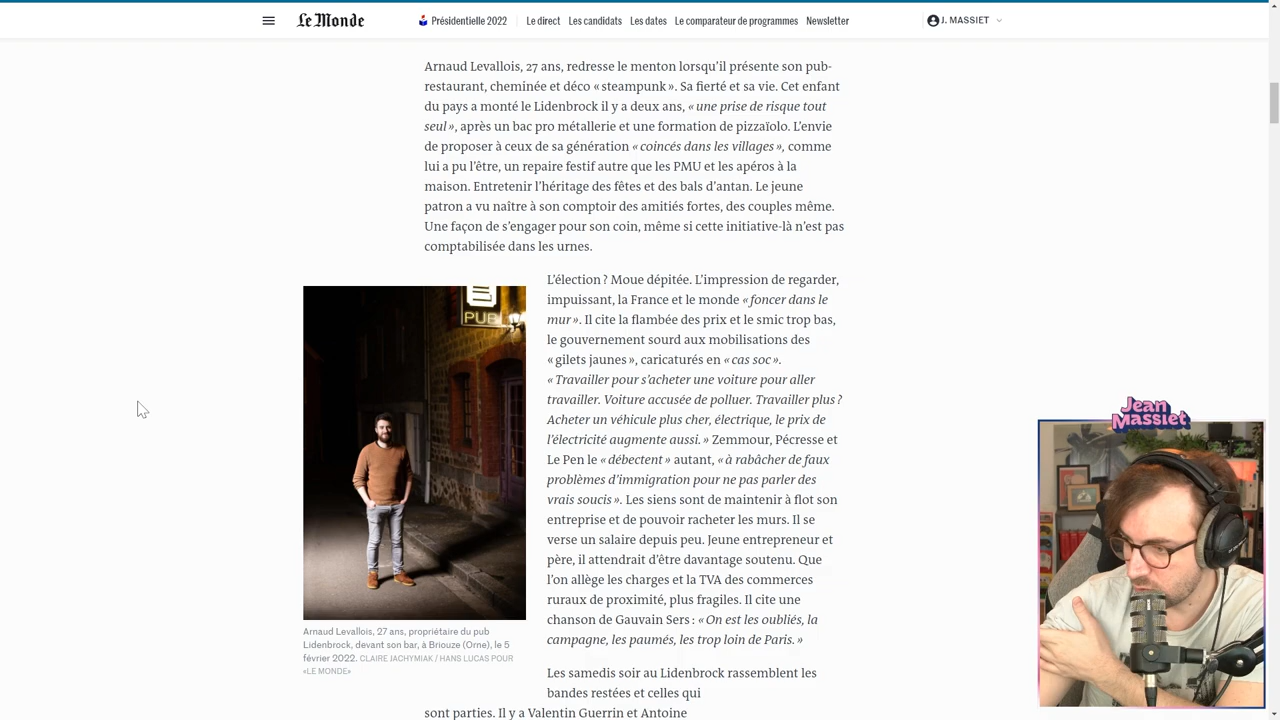 Le Monde
Présidentielle 2022
Le direct
Les candidats
Les dates
Le comparateur de programmes
Newsletter
J. MASSIET
Arnaud Levallois, 27 ans, redresse le menton lorsqu’il présente son pub-
restaurant, cheminée et déco « steampunk ». Sa fierté et sa vie. Cet enfant
du pays a monté le Lidenbrock il y a deux ans, « une prise de risque tout
seul », après un bac pro métallerie et une formation de pizzaïolo. L’envie
de proposer à ceux de sa génération « coincés dans les villages », comme
lui a pu l’être, un repaire festif autre que les PMU et les apéros à la
maison. Entretenir l’héritage des fêtes et des bals d’antan. Le jeune
patron a vu naître à son comptoir des amitiés fortes, des couples même.
Une façon de s’engager pour son coin, même si cette initiative-là n’est pas
comptabilisée dans les urnes.
L’élection ? Moue dépitée. L’impression de regarder,
impuissant, la France et le monde « foncer dans le
mur ». Il cite la flambée des prix et le smic trop bas,
le gouvernement sourd aux mobilisations des
« gilets jaunes », caricaturés en « cas soc ».
« Travailler pour s’acheter une voiture pour aller
travailler. Voiture accusée de polluer. Travailler plus ?
Acheter un véhicule plus cher, électrique, le prix de
l’électricité augmente aussi. » Zemmour, Pécresse et
Le Pen le « débectent » autant, « à rabâcher de faux
problèmes d’immigration pour ne pas parler des
vrais soucis ». Les siens sont de maintenir à flot son
entreprise et de pouvoir racheter les murs. Il se
verse un salaire depuis peu. Jeune entrepreneur et
père, il attendrait d’être davantage soutenu. Que
l’on allège les charges et la TVA des commerces
ruraux de proximité, plus fragiles. Il cite une
chanson de Gauvain Sers : « On est les oubliés, la
campagne, les paumés, les trop loin de Paris. »
PUB
Arnaud Levallois, 27 ans, propriétaire du pub
Lidenbrock, devant son bar, à Briouze (Orne), le 5
février 2022. CLAIRE JACHYMIAK / HANS LUCAS POUR
«LE MONDE»
Les samedis soir au Lidenbrock rassemblent les
bandes restées et celles qui
sont parties. Il y a Valentin Guerrin et Antoine
Jean
Massiet